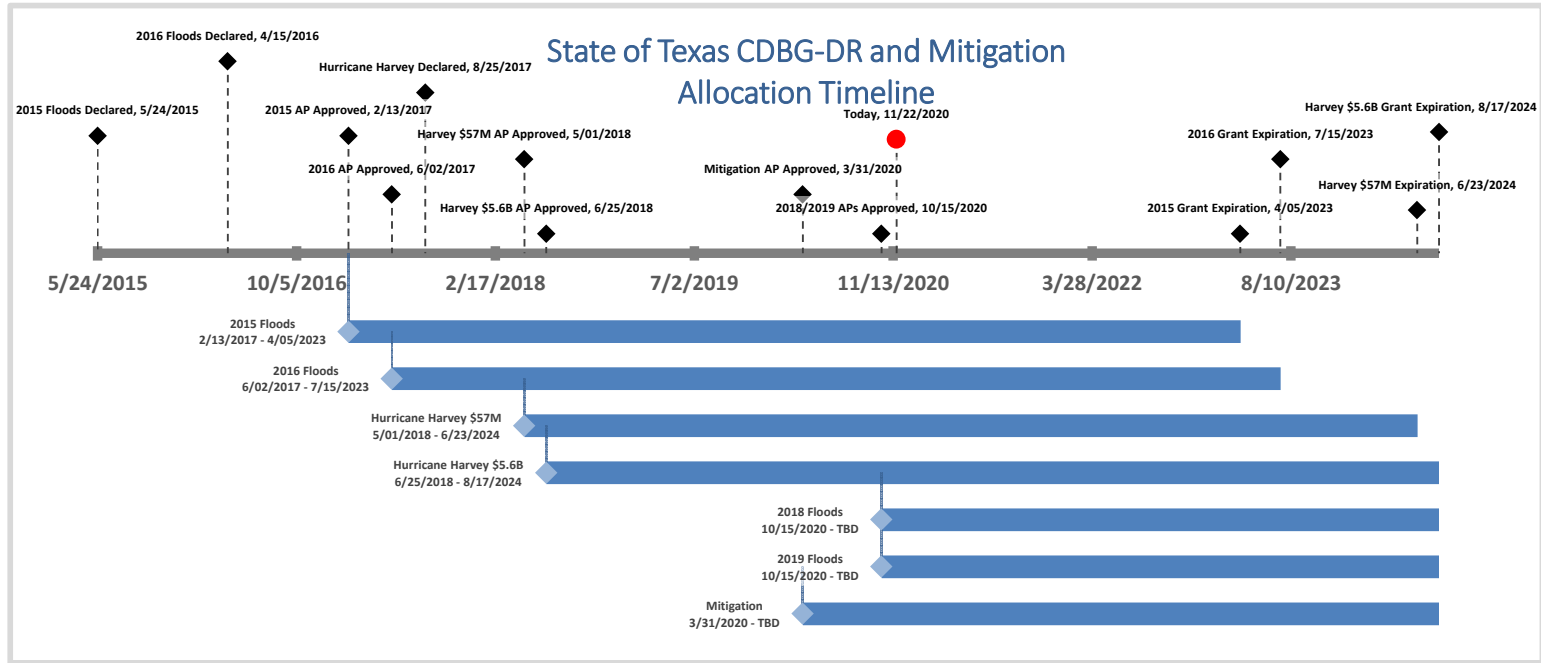 State of Texas CDBG-DR and Mitigation
Allocation Timeline
2016 Floods Declared, 4/15/2016
Hurricane Harvey Declared, 8/25/2017
2015 Floods Declared, 5/24/2015
2015 AP Approved, 2/13/2017
Harvey $57M AP Approved, 5/01/2018
2016 AP Approved, 6/02/2017
Harvey $5.6B AP Approved, 6/25/2018
Today, 11/22/2020
Mitigation AP Approved, 3/31/2020
2018/2019 APs Approved, 10/15/2020
Harvey $5.6B Grant Expiration, 8/17/2024
2016 Grant Expiration, 7/15/2023
Harvey $57M Expiration, 6/23/2024
2015 Grant Expiration, 4/05/2023
5/24/2015
10/5/2016
2/17/2018
7/2/2019
11/13/2020
3/28/2022
8/10/2023
2015 Floods
2/13/2017 - 4/05/2023
2016 Floods
6/02/2017 - 7/15/2023
Hurricane Harvey $57M
5/01/2018 - 6/23/2024
Hurricane Harvey $5.6B
6/25/2018 - 8/17/2024
2018 Floods
10/15/2020 - TBD
2019 Floods
10/15/2020 - TBD
Mitigation
3/31/2020 - TBD